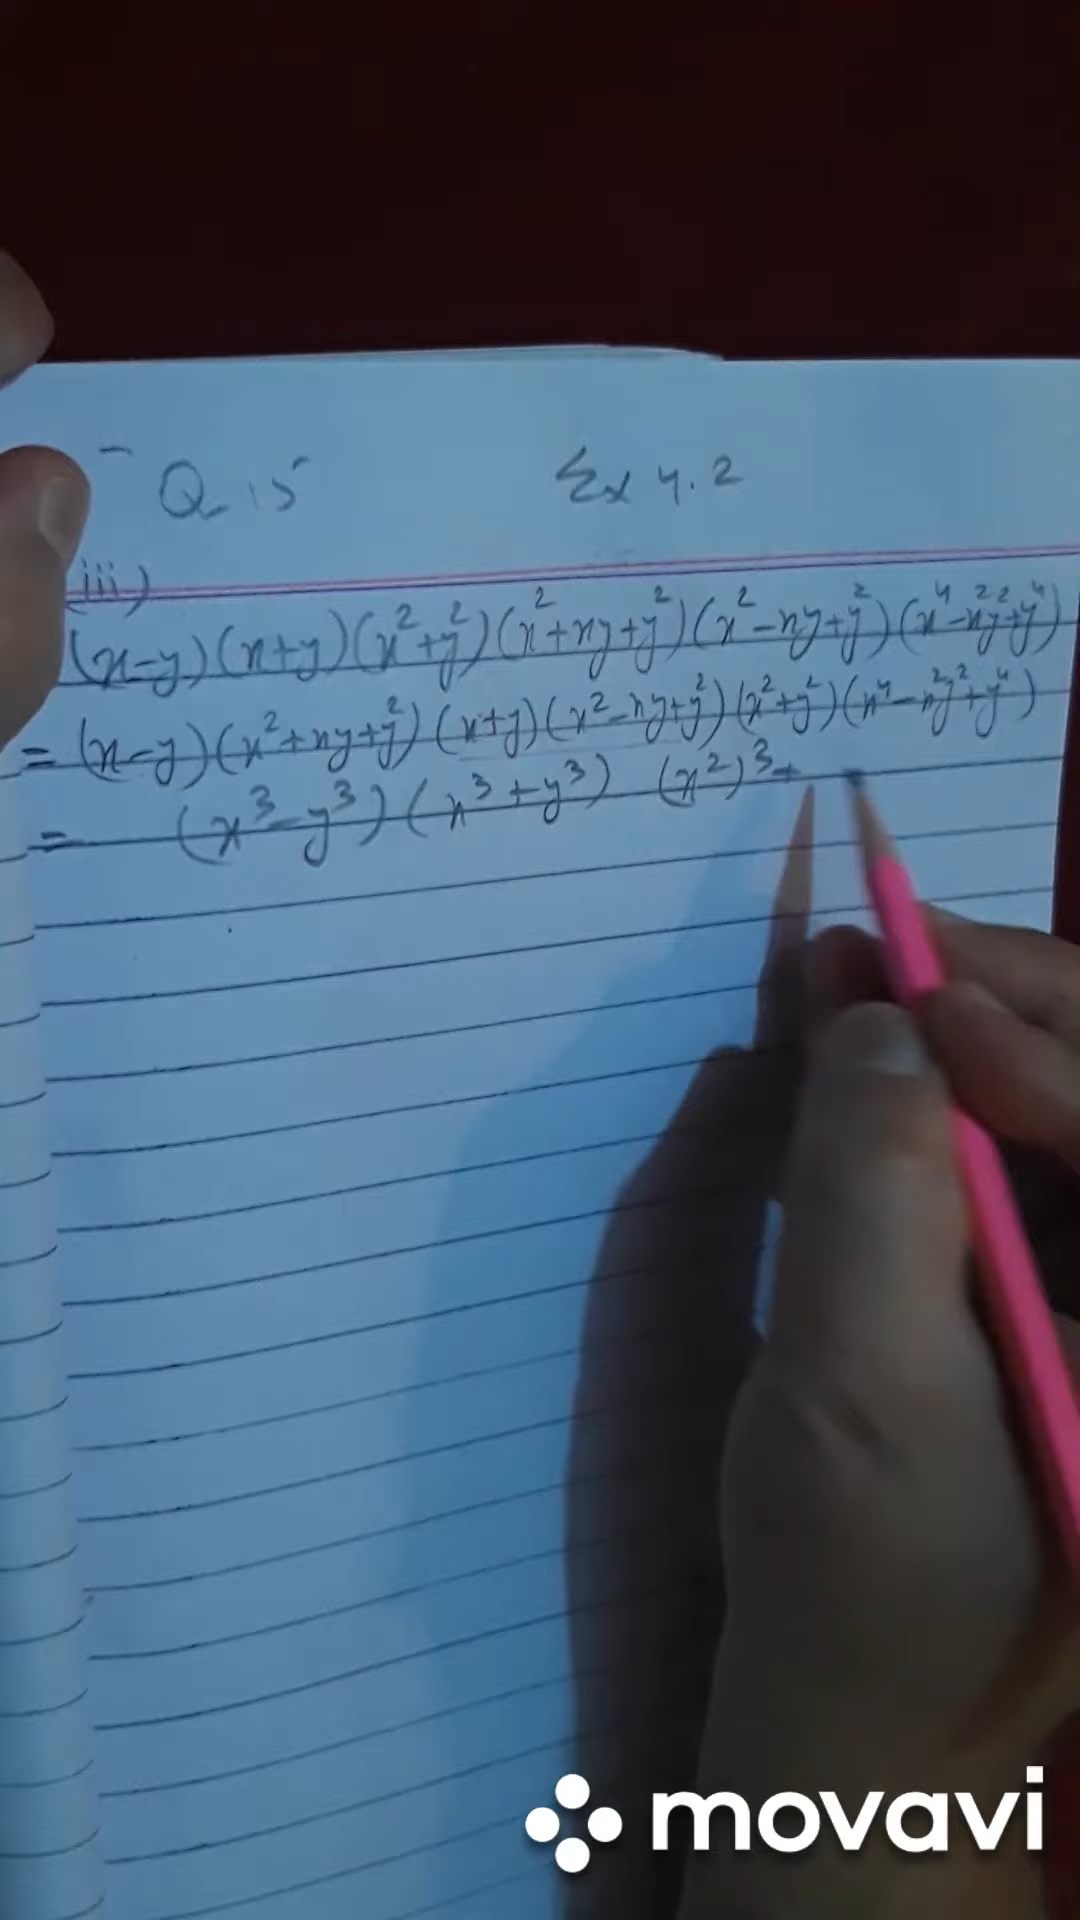 Q.15 Ex 4.2
(iii)
(x-y)(x+y)(x²+y²)(x²+xy+y²)(x²-xy+y²)(x⁴-x²y²+y⁴)
= (x-y)(x²+xy+y²)(x+y)(x²-xy+y²)(x²+y²)(x⁴-x²y²+y⁴)
= (x³-y³)(x³+y³) (x²)³+
movavi